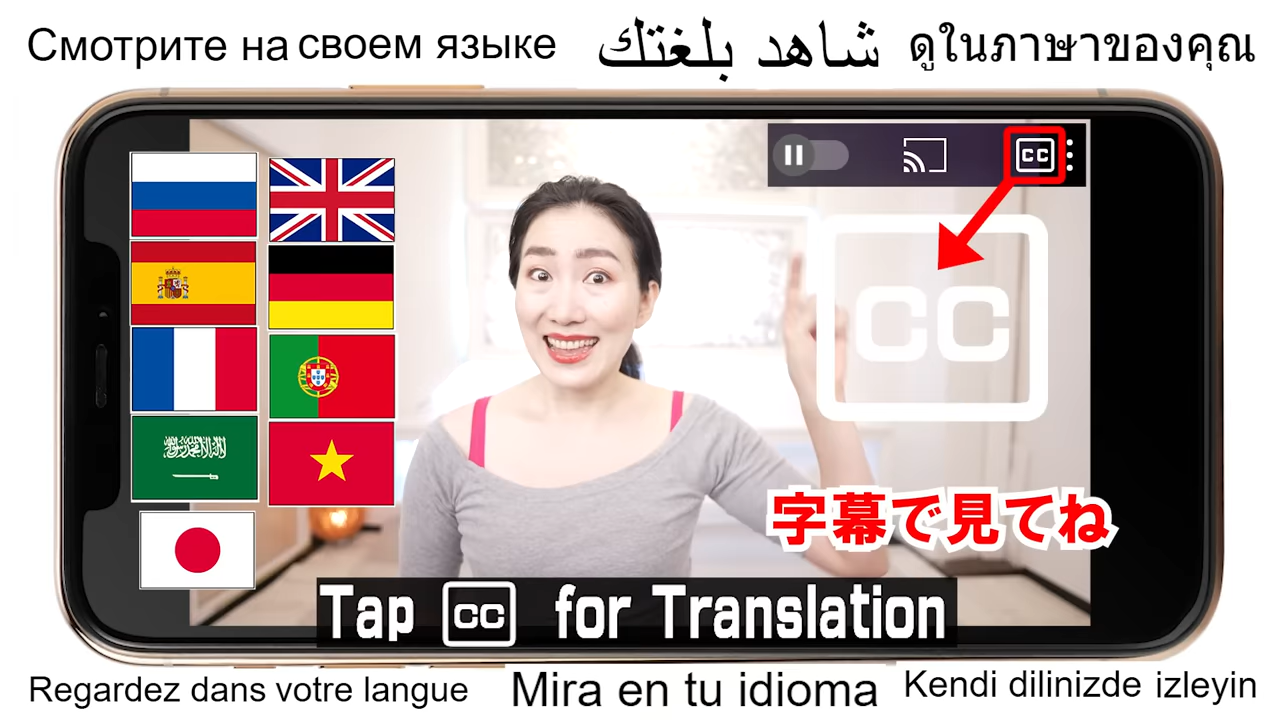 Смотрите на своем языке
شاهد بلغتك
ดูในภาษาของคุณ
CC
CC
字幕で見てね
Tap CC for Translation
Regardez dans votre langue
Mira en tu idioma
Kendi dilinizde izleyin